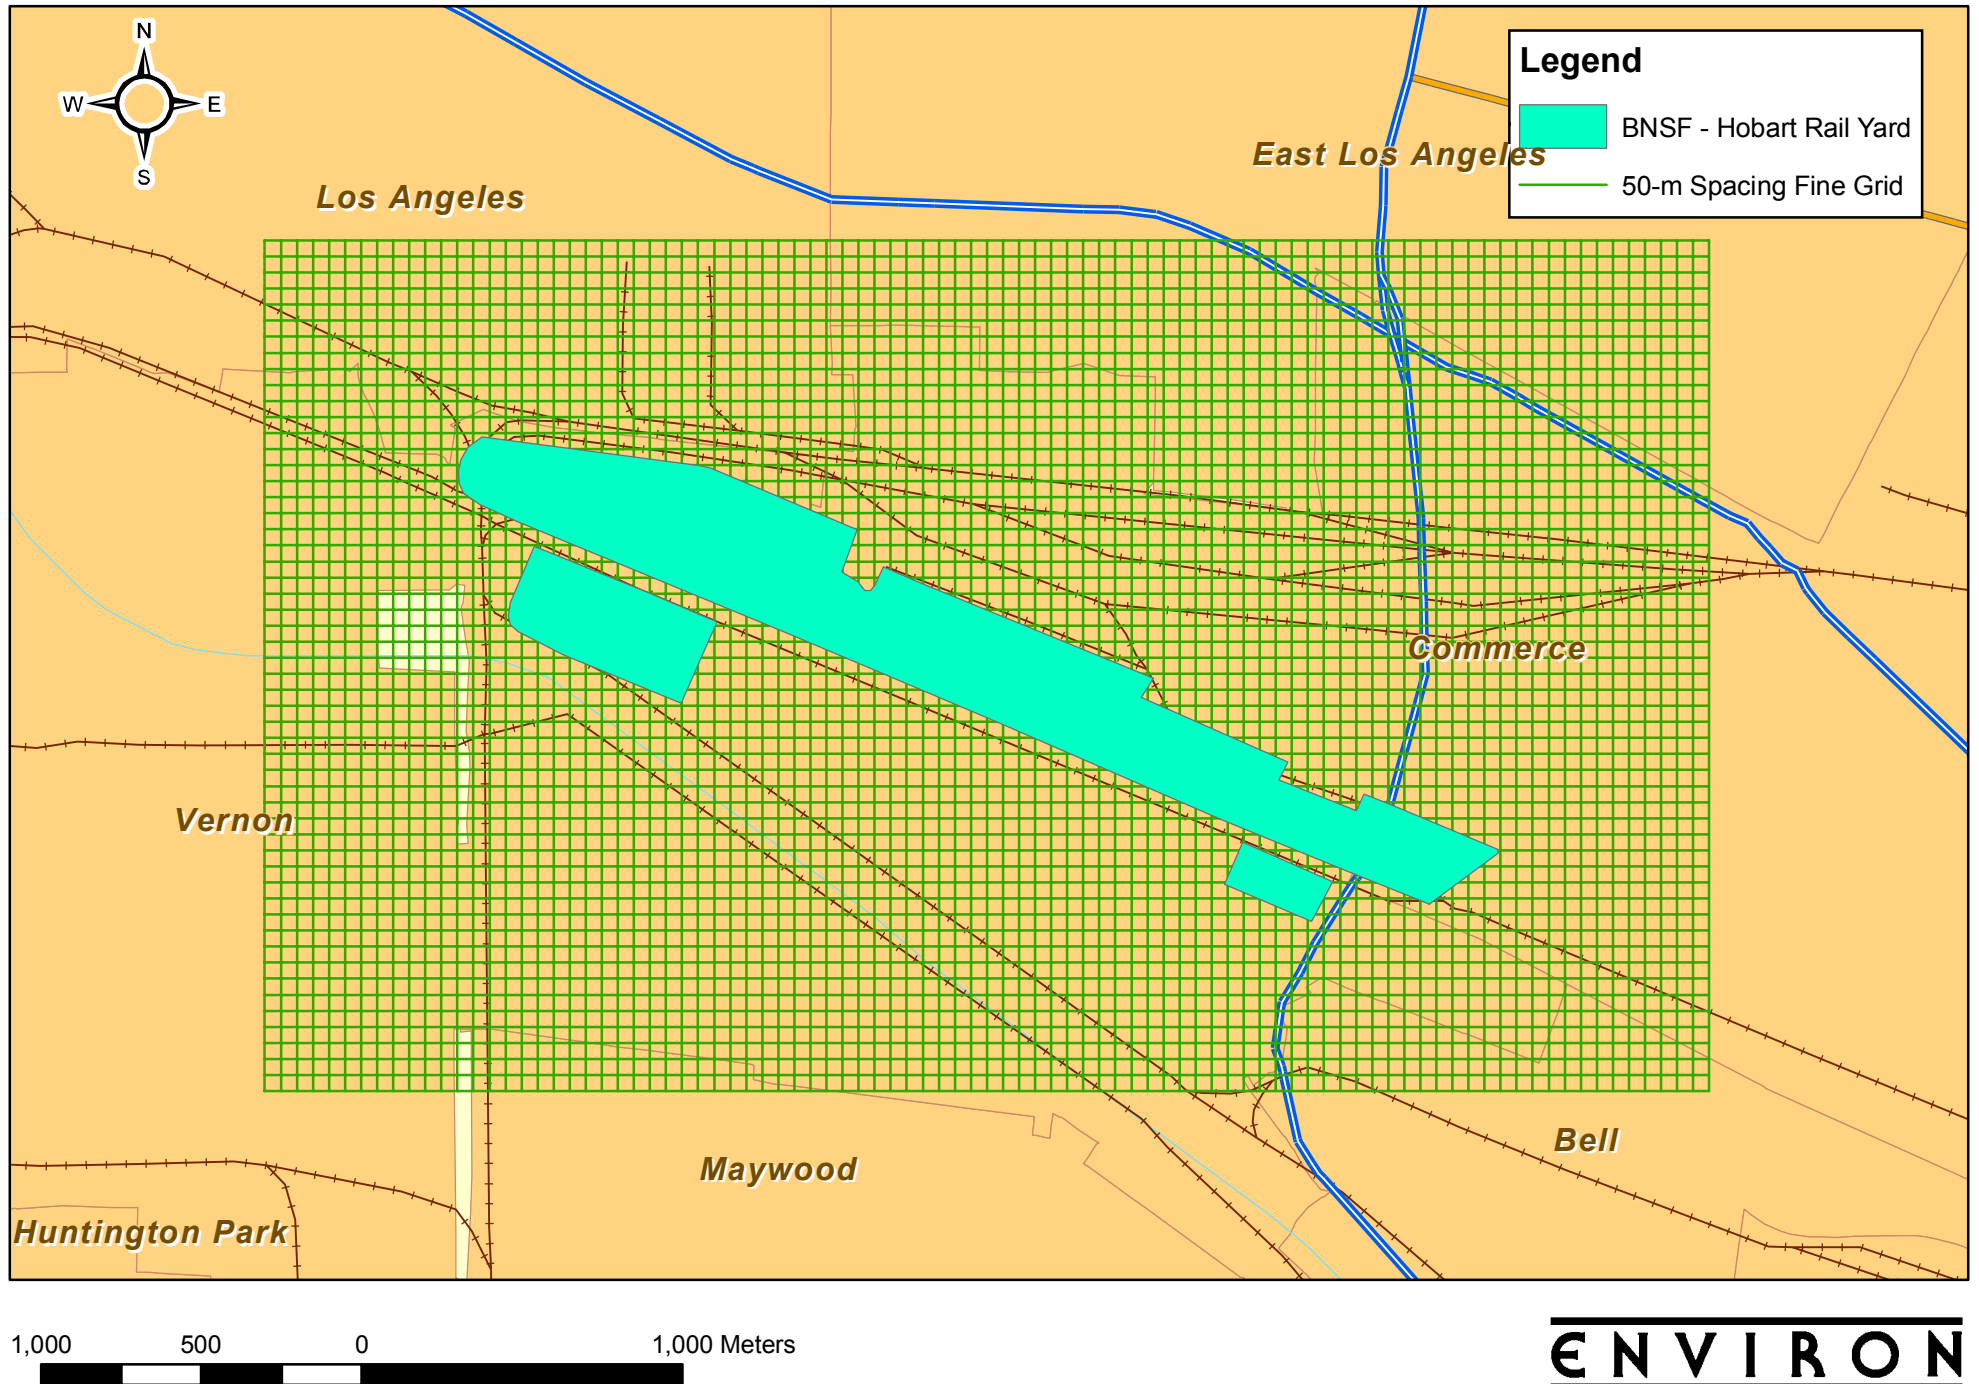 N
W
E
S
Legend
BNSF - Hobart Rail Yard
50-m Spacing Fine Grid
East Los Angeles
Los Angeles
Commerce
Vernon
Bell
Maywood
Huntington Park
1,000 500 0 1,000 Meters
ENVIRON